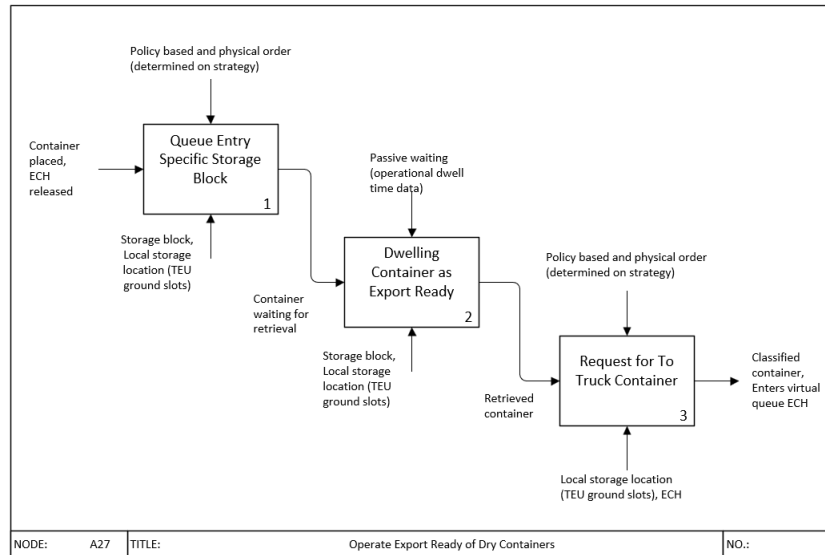 Policy based and physical order
(determined on strategy)
Container
placed,
ECH
released
Queue Entry
Specific Storage
Block
1
Storage block,
Local storage
location (TEU
ground slots)
Passive waiting
(operational dwell
time data)
Container
waiting for
retrieval
Dwelling
Container as
Export Ready
2
Storage block,
Local storage
location (TEU
ground slots)
Policy based and physical order
(determined on strategy)
Retrieved
container
Request for To
Truck Container
3
Classified
container,
Enters virtual
queue ECH
Local storage location
(TEU ground slots), ECH
NODE: A27 TITLE: Operate Export Ready of Dry Containers NO.: